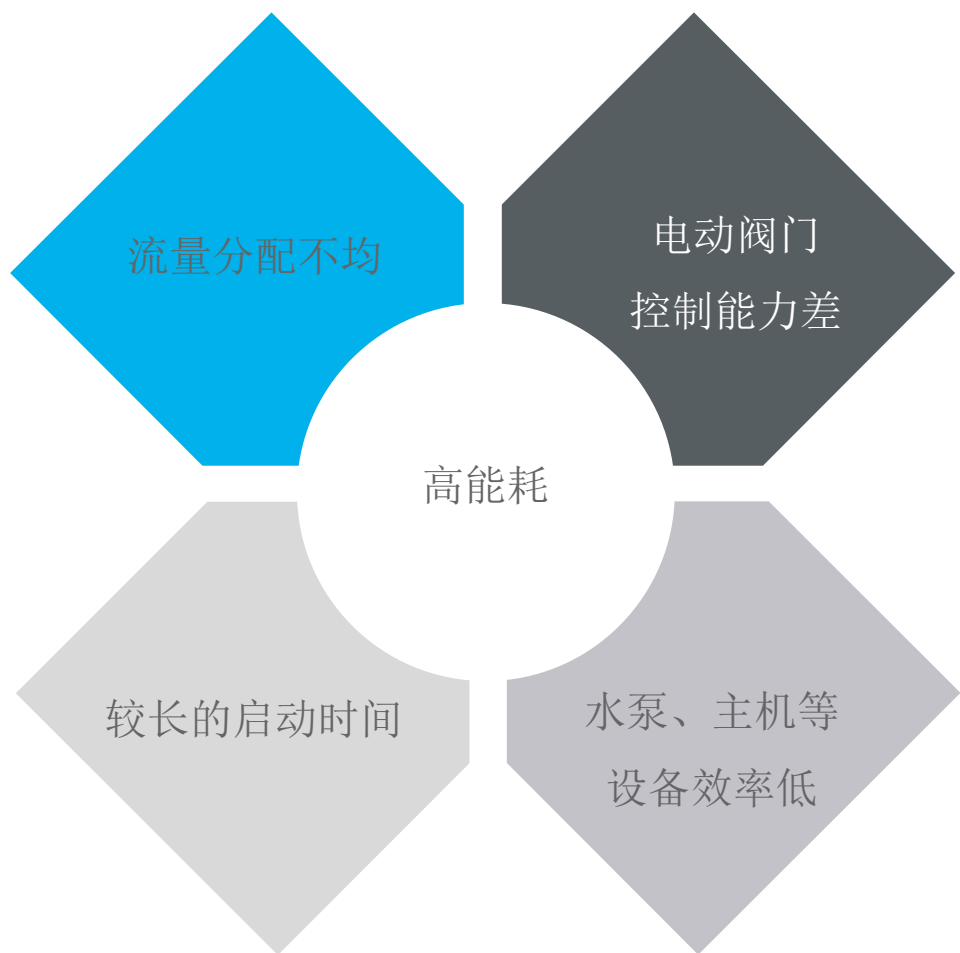 流量分配不均
电动阀门
控制能力差
高能耗
较长的启动时间
水泵、主机等
设备效率低